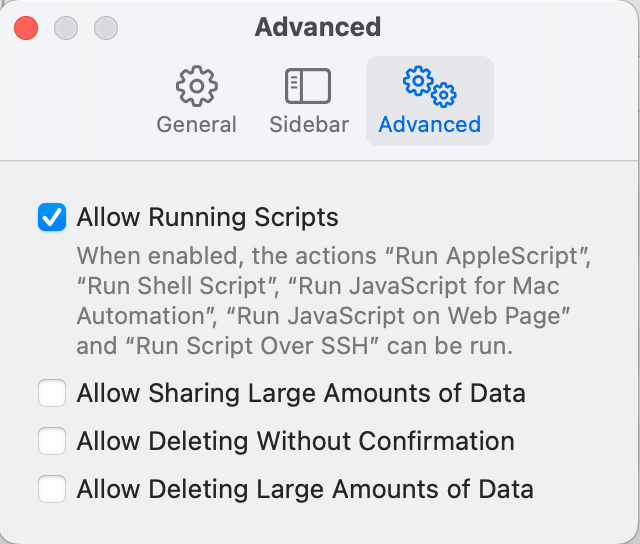 Advanced
General
Sidebar
Advanced
Allow Running Scripts
When enabled, the actions “Run AppleScript”,
“Run Shell Script”, “Run JavaScript for Mac
Automation”, “Run JavaScript on Web Page”
and “Run Script Over SSH” can be run.
Allow Sharing Large Amounts of Data
Allow Deleting Without Confirmation
Allow Deleting Large Amounts of Data